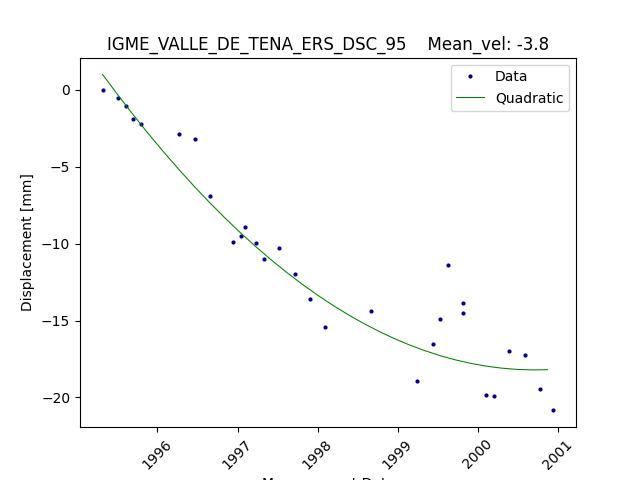 IGME_VALLE_DE_TENA_ERS_DSC_95    Mean_vel: -3.8
Data
Quadratic
Displacement [mm]
0
−5
−10
−15
−20
1996
1997
1998
1999
2000
2001